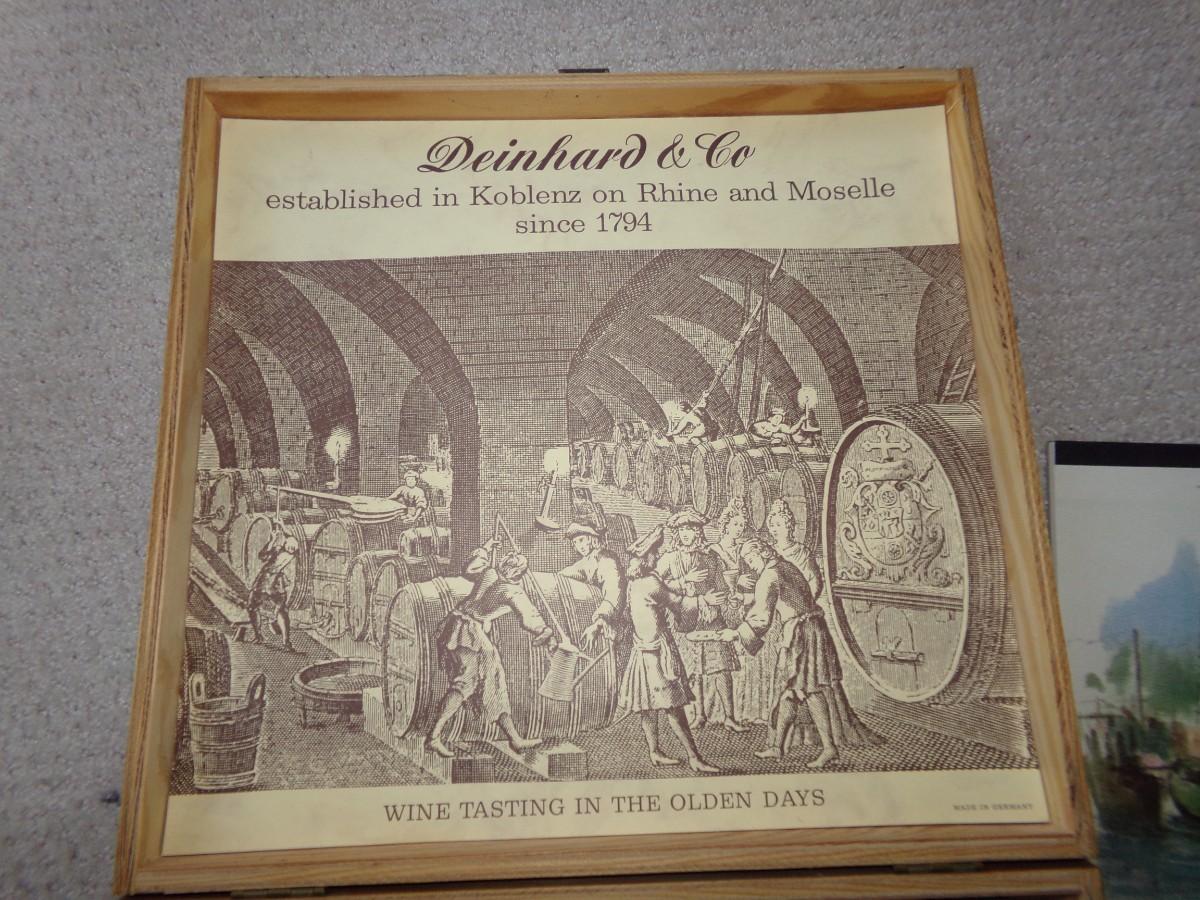 Deinhard & Co
established in Koblenz on Rhine and Moselle
since 1794
WINE TASTING IN THE OLDEN DAYS
MADE IN GERMANY